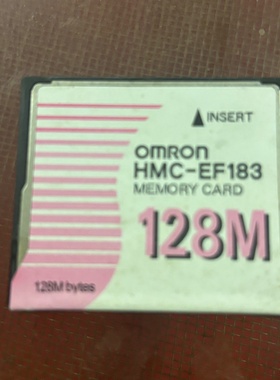 ▲INSERT
omron
HMC-EF183
MEMORY CARD
128M
128M bytes